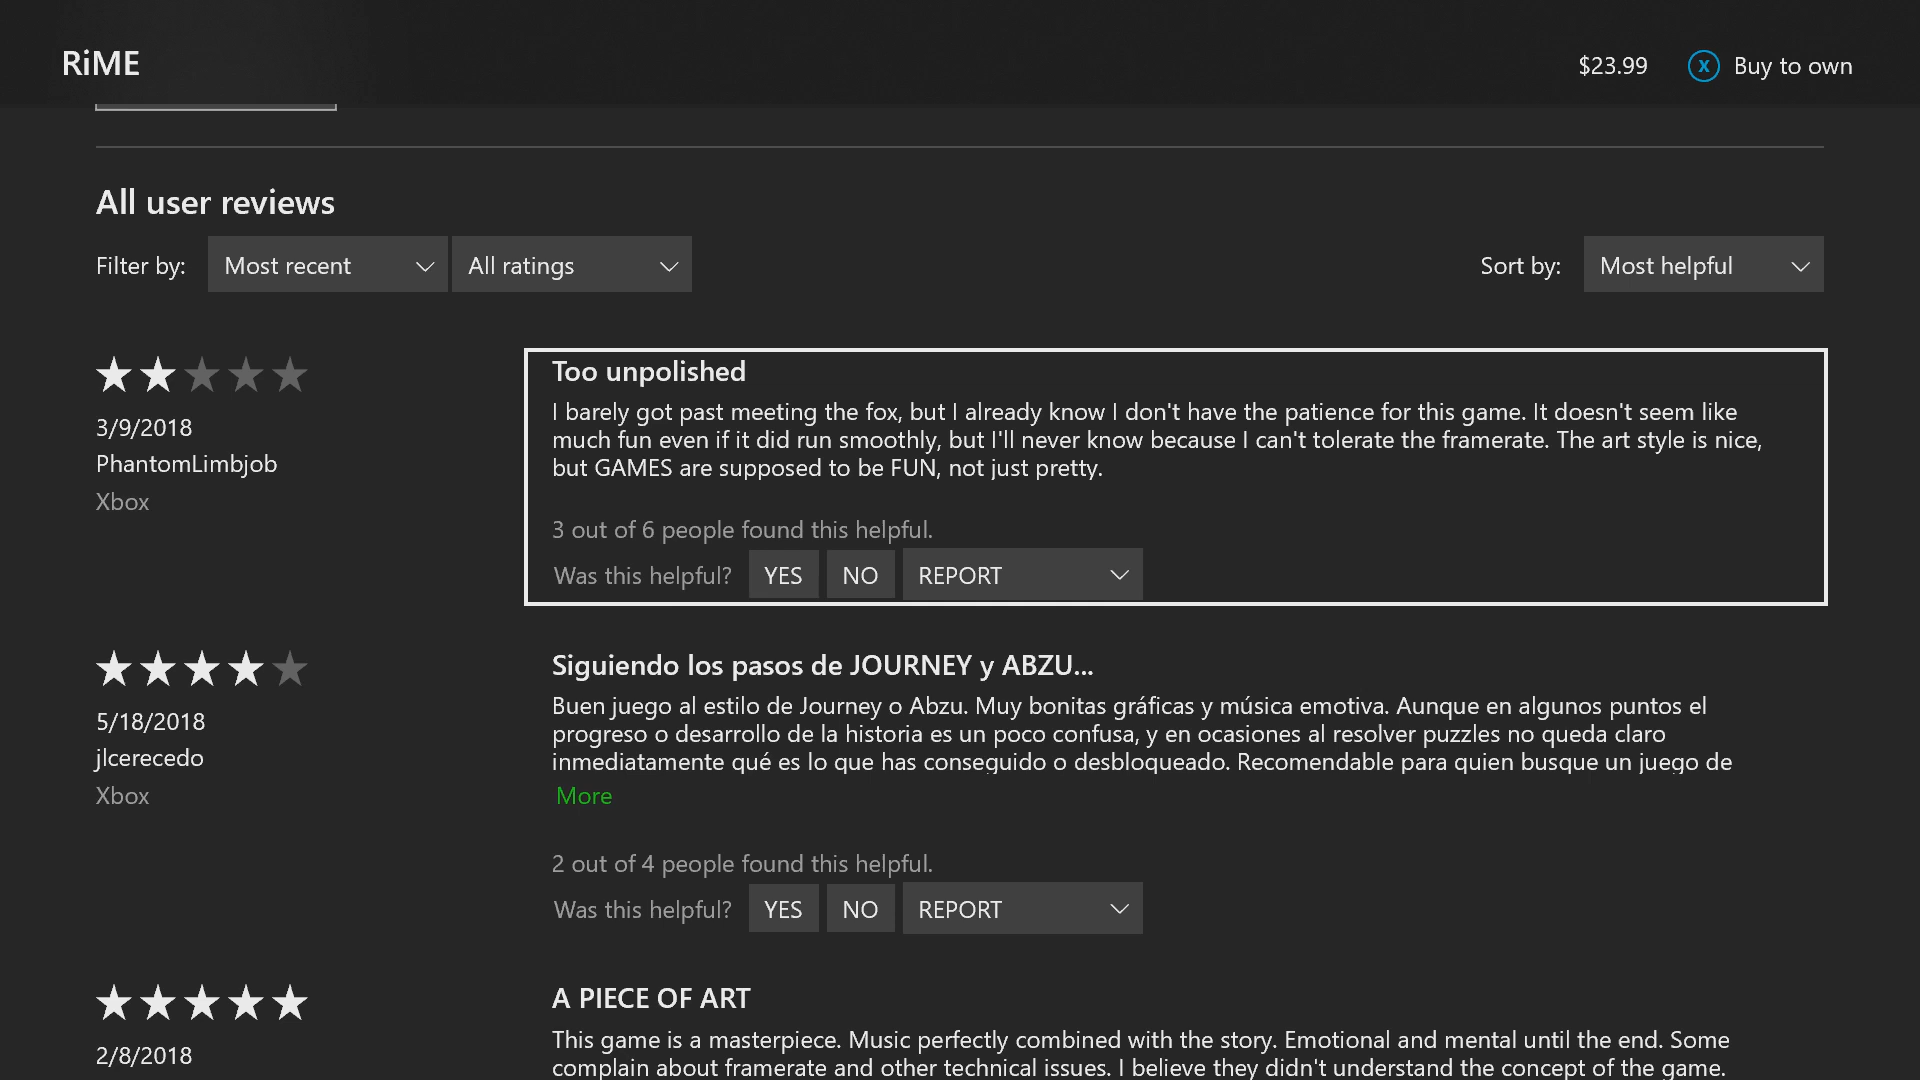 RiME
$23.99
X
Buy to own
All user reviews
Filter by:
Most recent
All ratings
Sort by:
Most helpful
3/9/2018
PhantomLimbjob
Xbox
Too unpolished
I barely got past meeting the fox, but I already know I don't have the patience for this game. It doesn't seem like
much fun even if it did run smoothly, but I'll never know because I can't tolerate the framerate. The art style is nice,
but GAMES are supposed to be FUN, not just pretty.
3 out of 6 people found this helpful.
Was this helpful?
YES
NO
REPORT
5/18/2018
jlcerecedo
Xbox
Siguiendo los pasos de JOURNEY y ABZU...
Buen juego al estilo de Journey o Abzu. Muy bonitas gráficas y música emotiva. Aunque en algunos puntos el
progreso o desarrollo de la historia es un poco confusa, y en ocasiones al resolver puzzles no queda claro
inmediatamente qué es lo que has conseguido o desbloqueado. Recomendable para quien busque un juego de
More
2 out of 4 people found this helpful.
Was this helpful?
YES
NO
REPORT
2/8/2018
A PIECE OF ART
This game is a masterpiece. Music perfectly combined with the story. Emotional and mental until the end. Some
complain about framerate and other technical issues. I believe they didn't understand the concept of the game.